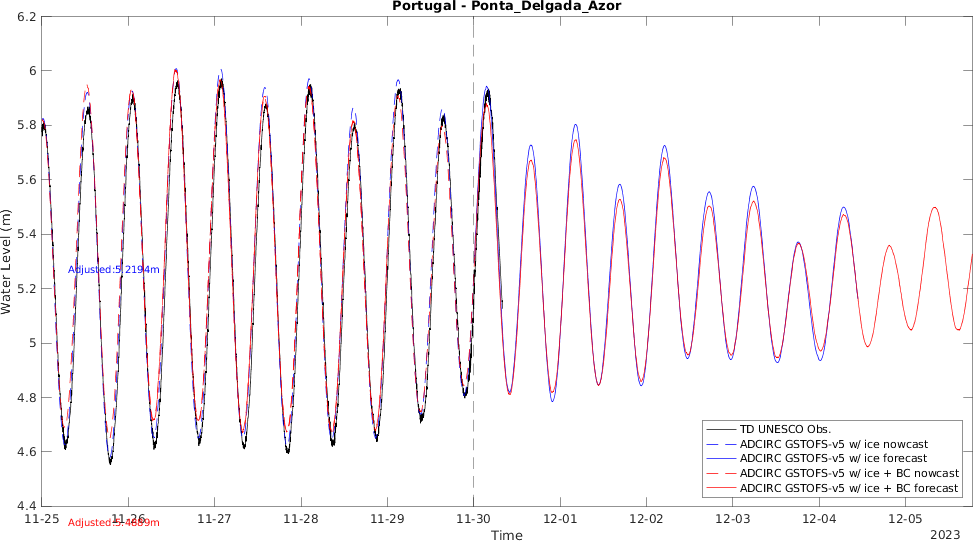 Portugal - Ponta_Delgada_Azor
6.2
6
5.8
5.6
5.4
5.2
5
4.8
4.6
4.4
Water Level (m)
Adjusted:5.2194m
TD UNESCO Obs.
ADCIRC GSTOFS-v5 w/ ice nowcast
ADCIRC GSTOFS-v5 w/ ice forecast
ADCIRC GSTOFS-v5 w/ ice + BC nowcast
ADCIRC GSTOFS-v5 w/ ice + BC forecast
11-25 11-26 11-27 11-28 11-29 11-30 12-01 12-02 12-03 12-04 12-05
Adjusted:5.4889m
Time
2023